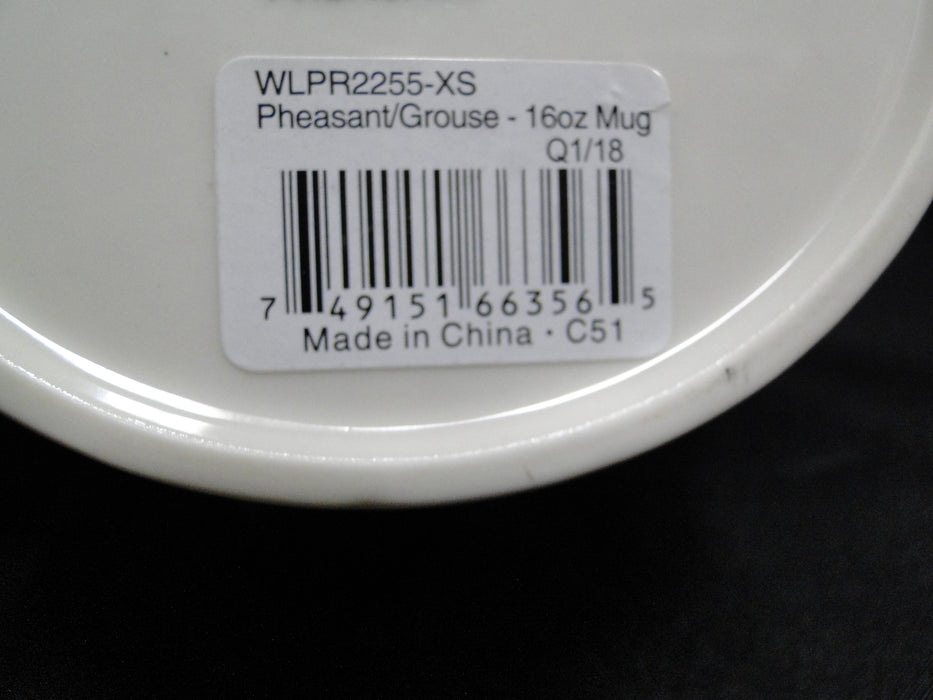 WLPR2255-XS
Pheasant/Grouse - 16oz Mug
Q1/18
7 49151 66356 5
Made in China · C51